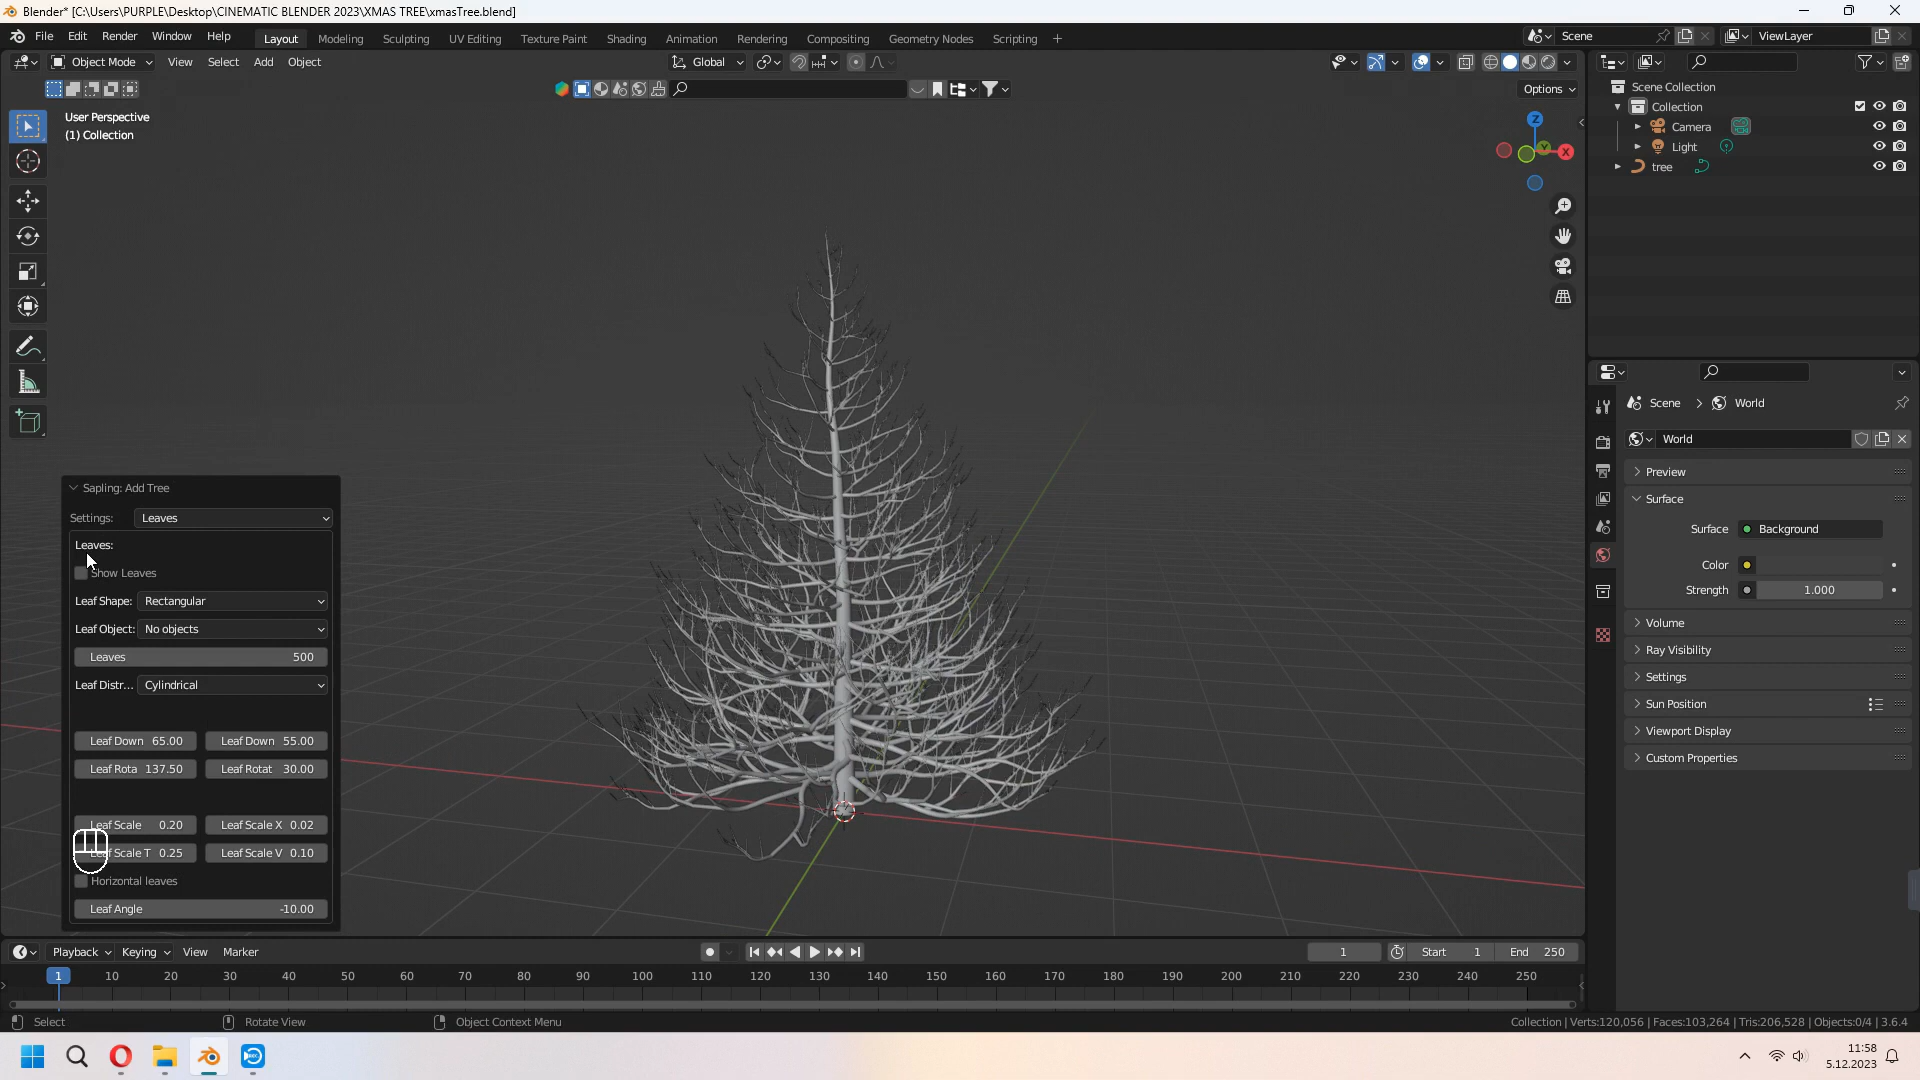 Blender* [C:\Users\PURPLE\Desktop\CINEMATIC BLENDER 2023\XMAS TREE\xmasTree.blend]
File Edit Render Window Help Layout Modeling Sculpting UV Editing Texture Paint Shading Animation Rendering Compositing Geometry Nodes Scripting + Scene ViewLayer
Object Mode View Select Add Object Global
Options
User Perspective
(1) Collection
Z
Y
X
Scene Collection
Collection
Camera
Light
tree
Scene > World
World
Preview
Surface
Surface Background
Color
Strength 1.000
Volume
Ray Visibility
Settings
Sun Position
Viewport Display
Custom Properties
Sapling: Add Tree
Settings: Leaves
Leaves:
Show Leaves
Leaf Shape: Rectangular
Leaf Object: No objects
Leaves 500
Leaf Distr... Cylindrical
Leaf Down 65.00 Leaf Down 55.00
Leaf Rota 137.50 Leaf Rotat 30.00
Leaf Scale 0.20 Leaf Scale X 0.02
Leaf Scale T 0.25 Leaf Scale V 0.10
Horizontal leaves
Leaf Angle -10.00
Playback Keying View Marker 1 Start 1 End 250
1 10 20 30 40 50 60 70 80 90 100 110 120 130 140 150 160 170 180 190 200 210 220 230 240 250
Select Rotate View Object Context Menu Collection | Verts:120,056 | Faces:103,264 | Tris:206,528 | Objects:0/4 | 3.6.4
11:58
5.12.2023